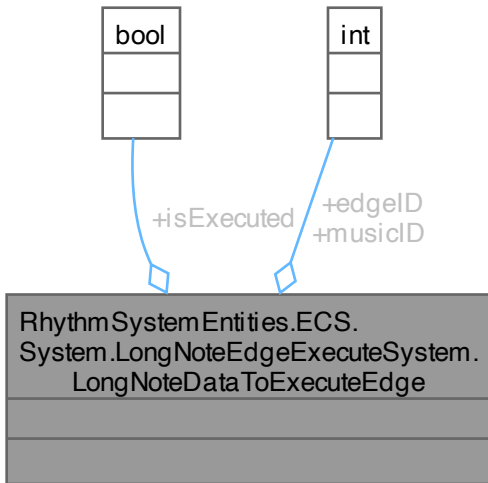 bool
int
+isExecuted
+edgeID
+musicID
RhythmSystemEntities.ECS.
System.LongNoteEdgeExecuteSystem.
LongNoteDataToExecuteEdge